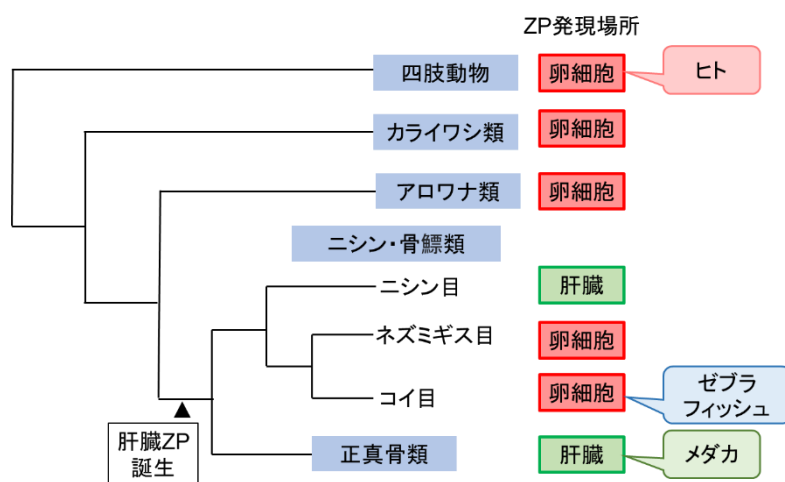 ZP発現場所
四肢動物
卵細胞
ヒト
カライワシ類
卵細胞
アロワナ類
卵細胞
ニシン・骨鰾類
ニシン目
肝臓
ネズミギス目
卵細胞
コイ目
卵細胞
ゼブラ
フィッシュ
肝臓ZP
誕生
正真骨類
肝臓
メダカ